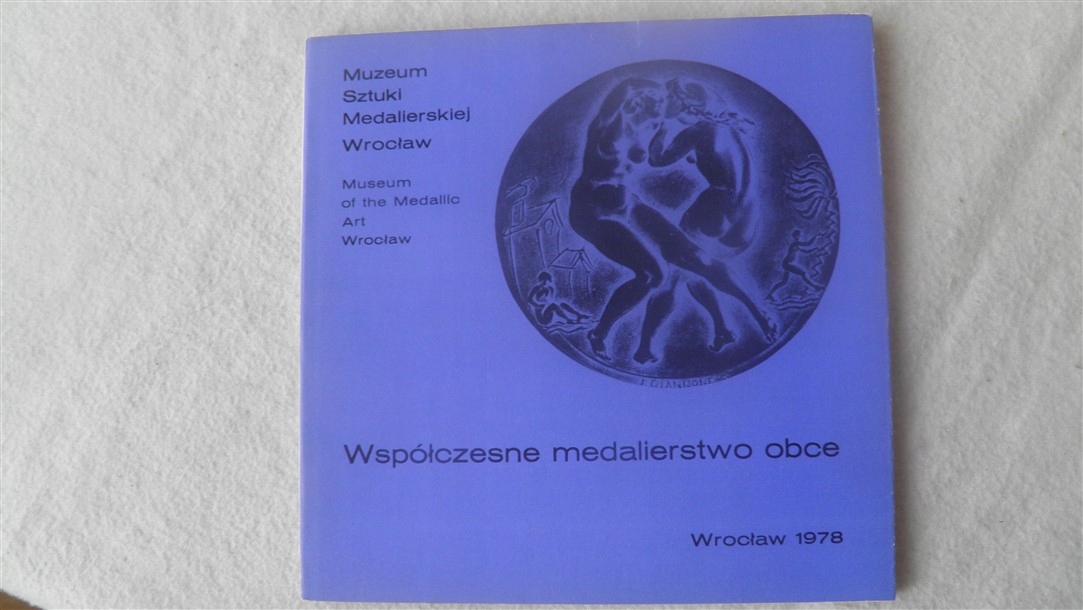 Muzeum
Sztuki
Medalierskiej
Wrocław
Museum
of the Medallic
Art
Wrocław
Współczesne medalierstwo obce
Wrocław 1978